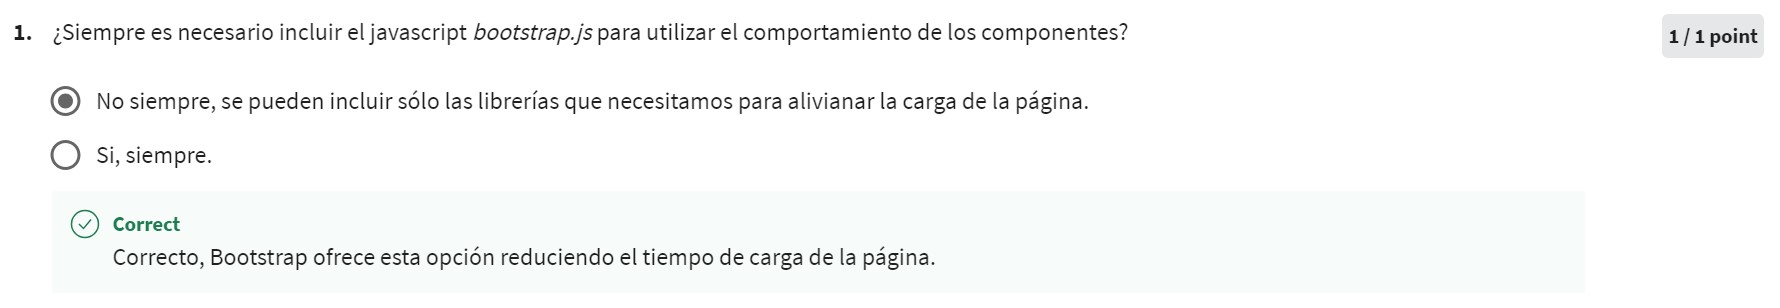 1. ¿Siempre es necesario incluir el javascript bootstrap.js para utilizar el comportamiento de los componentes?
1 / 1 point
No siempre, se pueden incluir sólo las librerías que necesitamos para alivianar la carga de la página.
Si, siempre.
Correct
Correcto, Bootstrap ofrece esta opción reduciendo el tiempo de carga de la página.